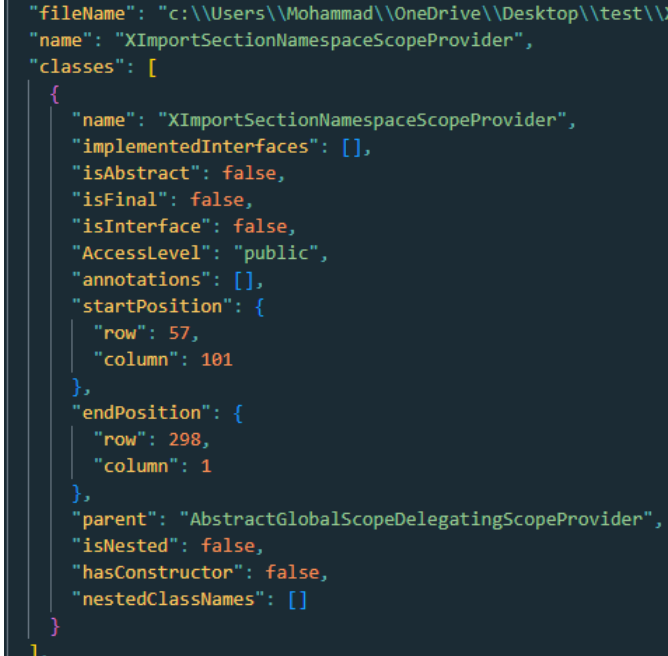 "fileName": "c:\\Users\\Mohammad\\OneDrive\\Desktop\\test\\
"name": "XImportSectionNamespaceScopeProvider",
"classes": [
{
"name": "XImportSectionNamespaceScopeProvider",
"implementedInterfaces": [],
"isAbstract": false,
"isFinal": false,
"isInterface": false,
"AccessLevel": "public",
"annotations": [],
"startPosition": {
"row": 57,
"column": 101
},
"endPosition": {
"row": 298,
"column": 1
},
"parent": "AbstractGlobalScopeDelegatingScopeProvider",
"isNested": false,
"hasConstructor": false,
"nestedClassNames": []
}
],